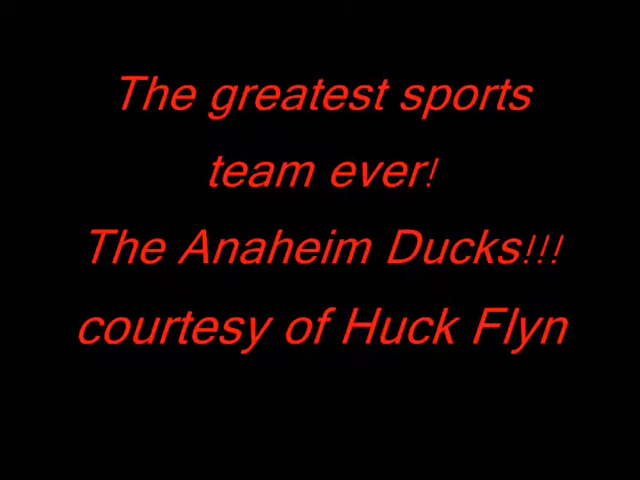 The greatest sports
team ever!
The Anaheim Ducks!!!
courtesy of Huck Flyn